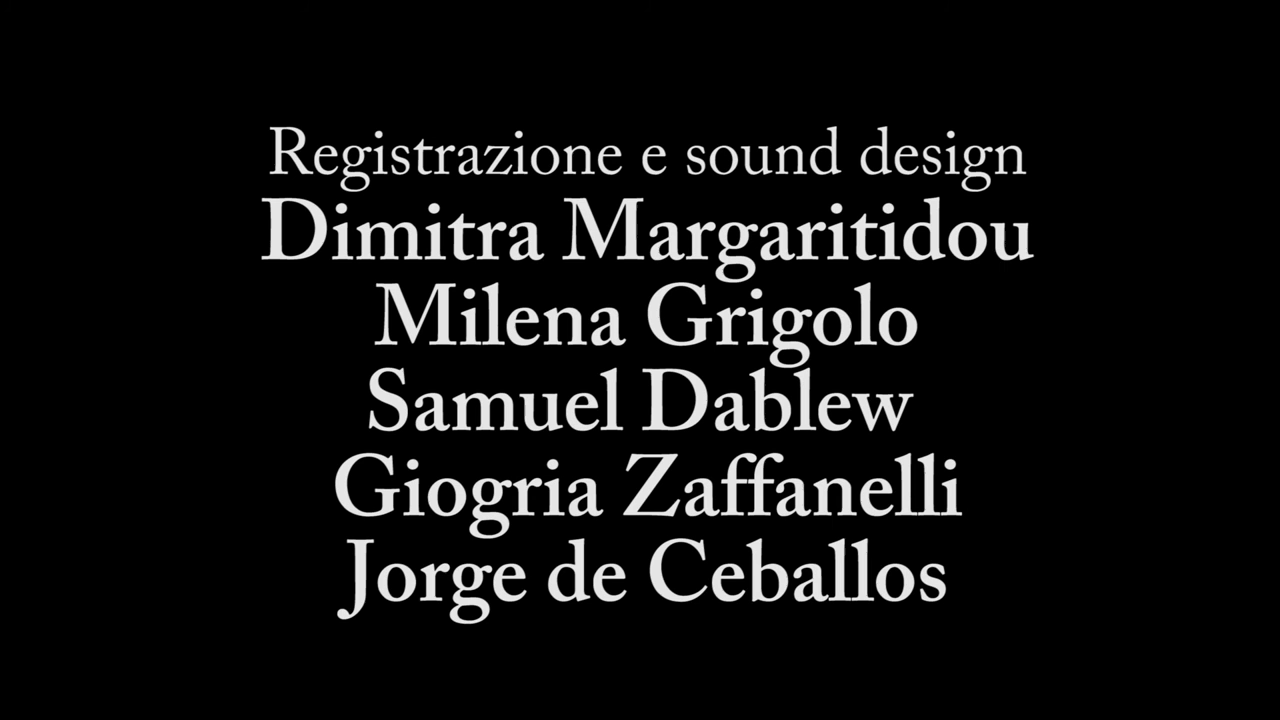 Registrazione e sound design
Dimitra Margaritidou
Milena Grigolo
Samuel Dablew
Giogria Zaffanelli
Jorge de Ceballos